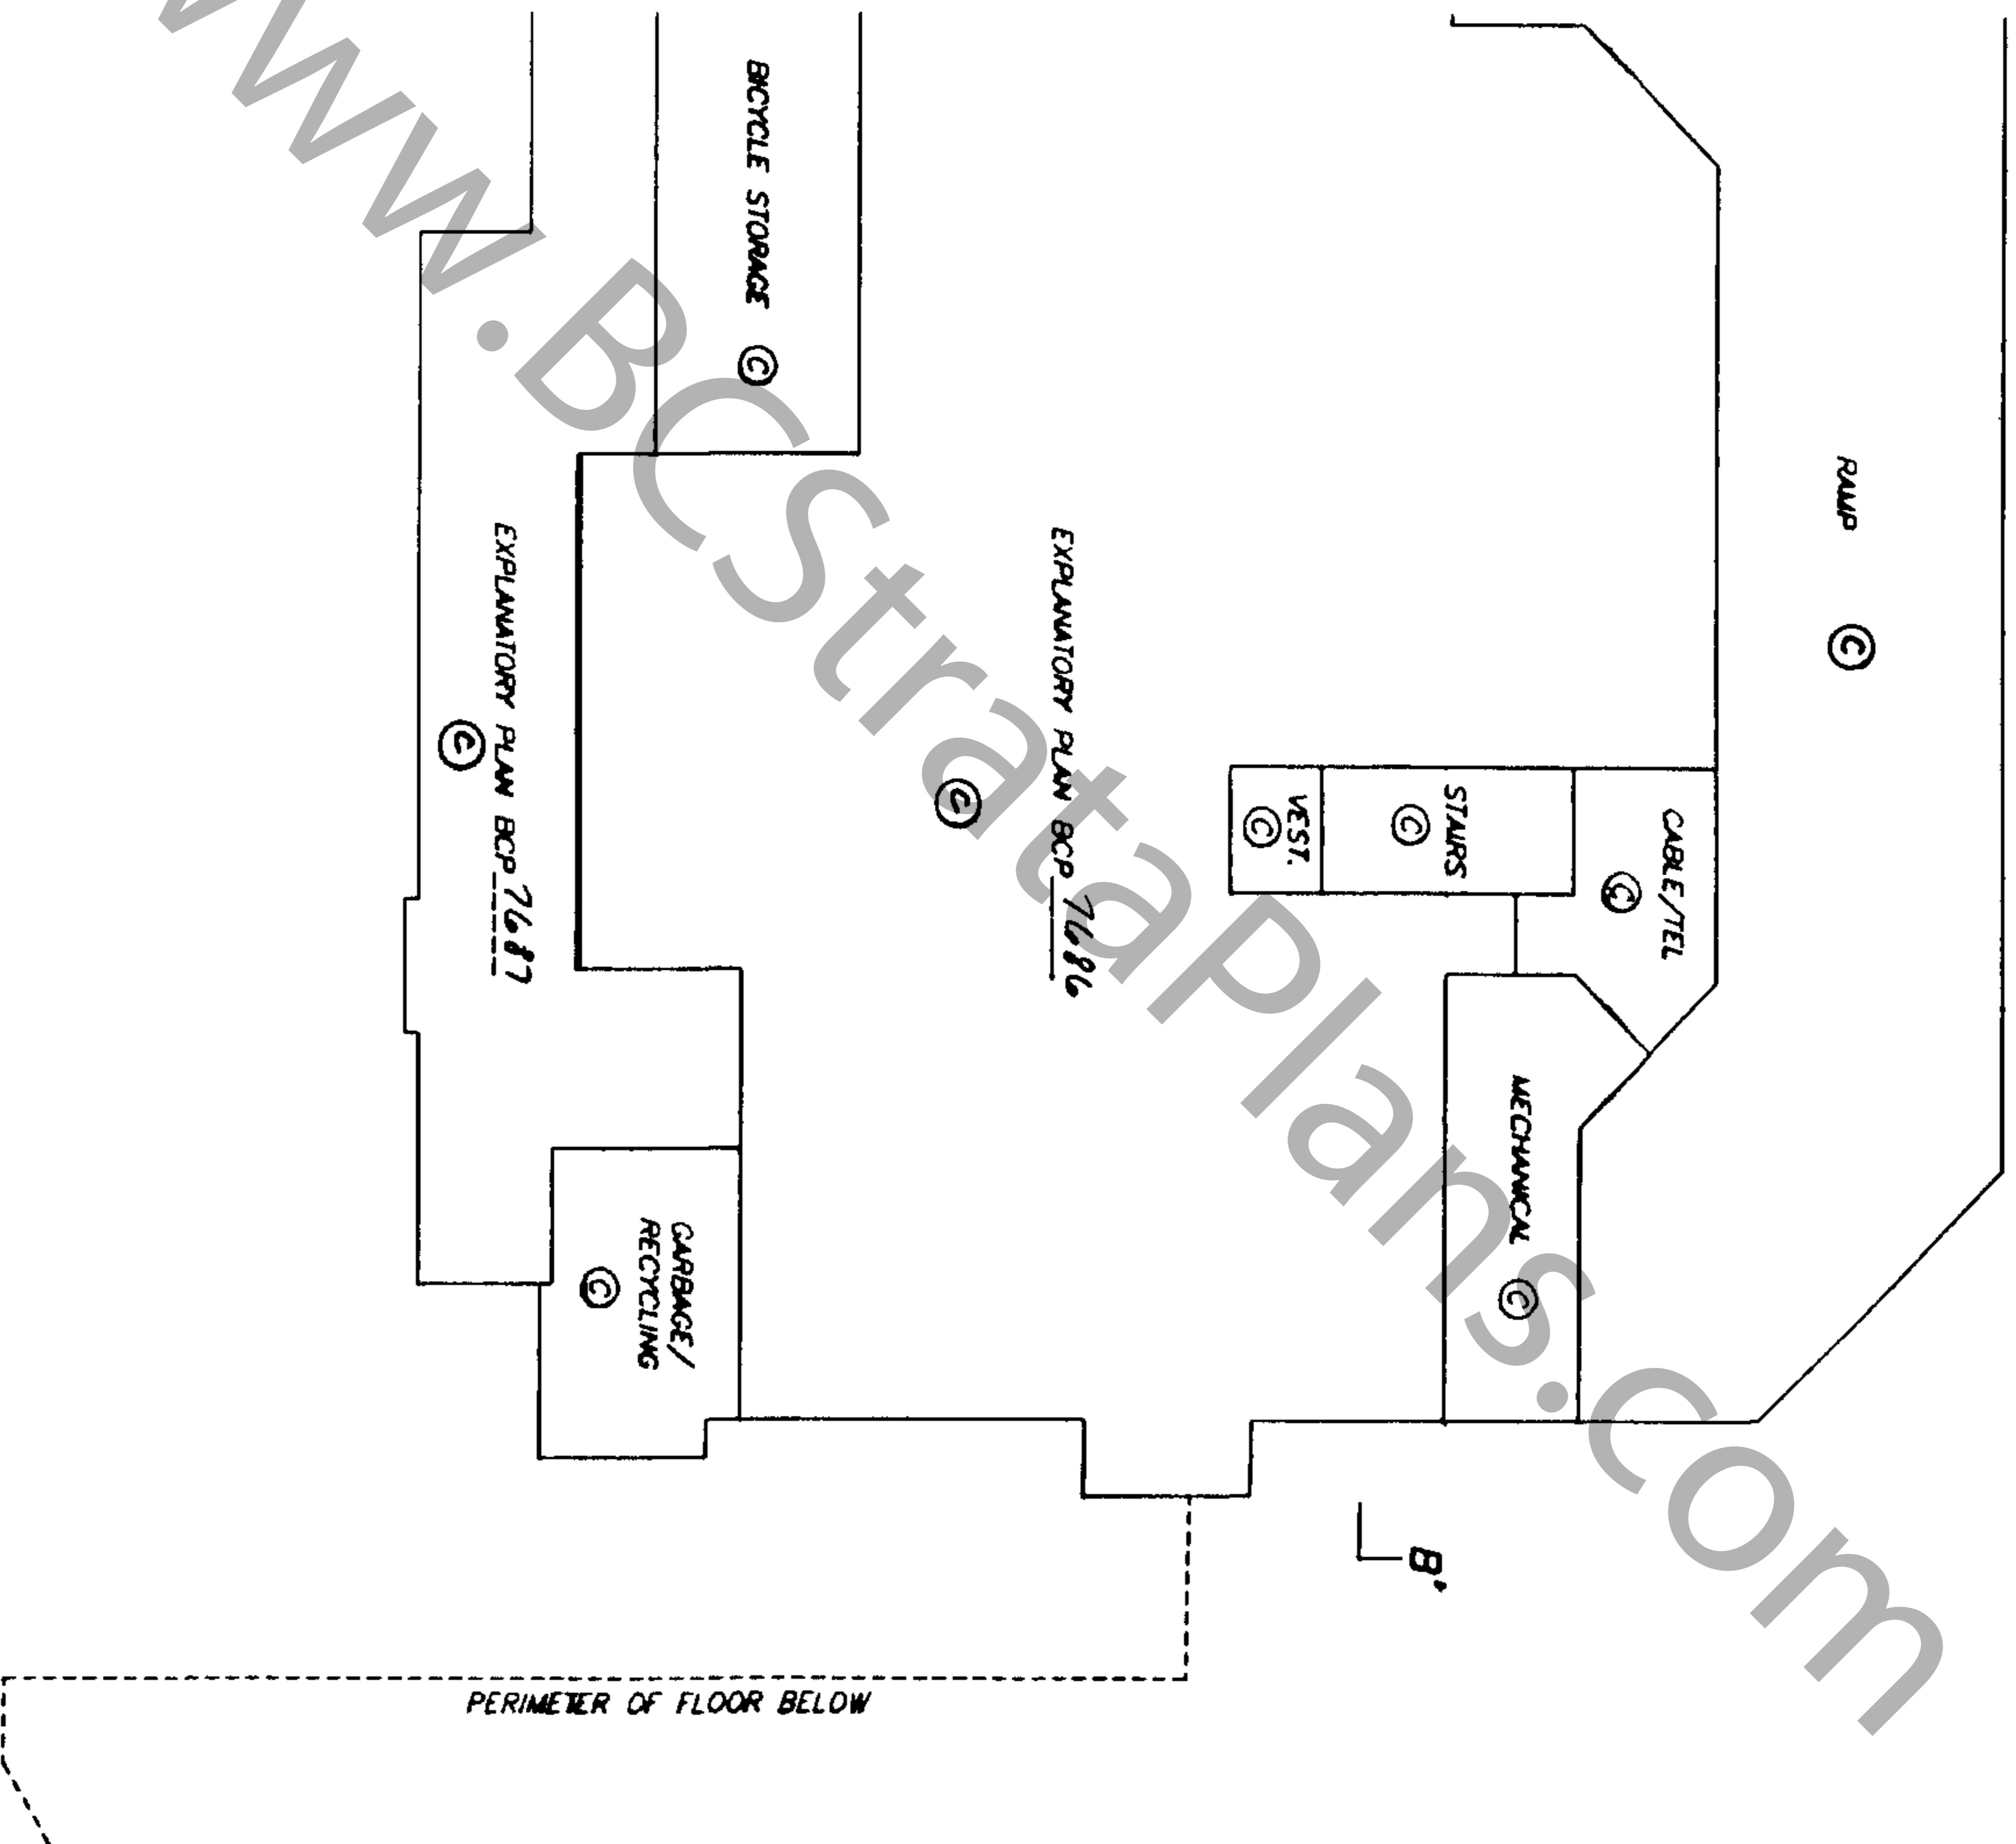 RAMP
©
CABLE/TEL
©
STAIRS
©
VEST.
©
MECHANICAL
©
B'
EXPLANATORY PLAN BCP 7686
©
BICYCLE STORAGE ©
GARBAGE/
RECYCLING
©
EXPLANATORY PLAN BCP 7687
©
PERIMETER OF FLOOR BELOW
www.BCStrataPlans.com